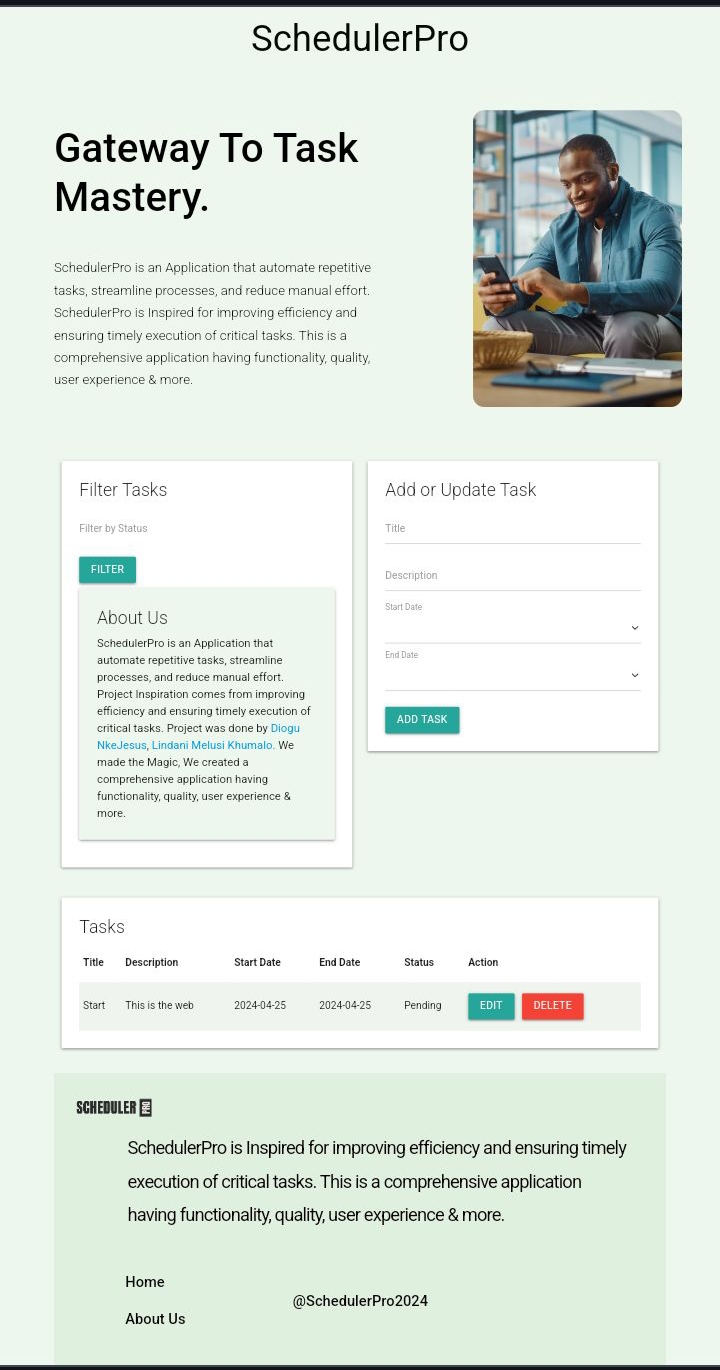 SchedulerPro
Gateway To Task
Mastery.
SchedulerPro is an Application that automate repetitive
tasks, streamline processes, and reduce manual effort.
SchedulerPro is Inspired for improving efficiency and
ensuring timely execution of critical tasks. This is a
comprehensive application having functionality, quality,
user experience & more.
Filter Tasks
Filter by Status
FILTER
About Us
SchedulerPro is an Application that
automate repetitive tasks, streamline
processes, and reduce manual effort.
Project Inspiration comes from improving
efficiency and ensuring timely execution of
critical tasks. Project was done by Diogu
NkeJesus, Lindani Melusi Khumalo. We
made the Magic, We created a
comprehensive application having
functionality, quality, user experience &
more.
Add or Update Task
Title
Description
Start Date
End Date
ADD TASK
Tasks
Title Description Start Date End Date Status Action
Start This is the web 2024-04-25 2024-04-25 Pending EDIT DELETE
SCHEDULER PRO
SchedulerPro is Inspired for improving efficiency and ensuring timely
execution of critical tasks. This is a comprehensive application
having functionality, quality, user experience & more.
Home
@SchedulerPro2024
About Us